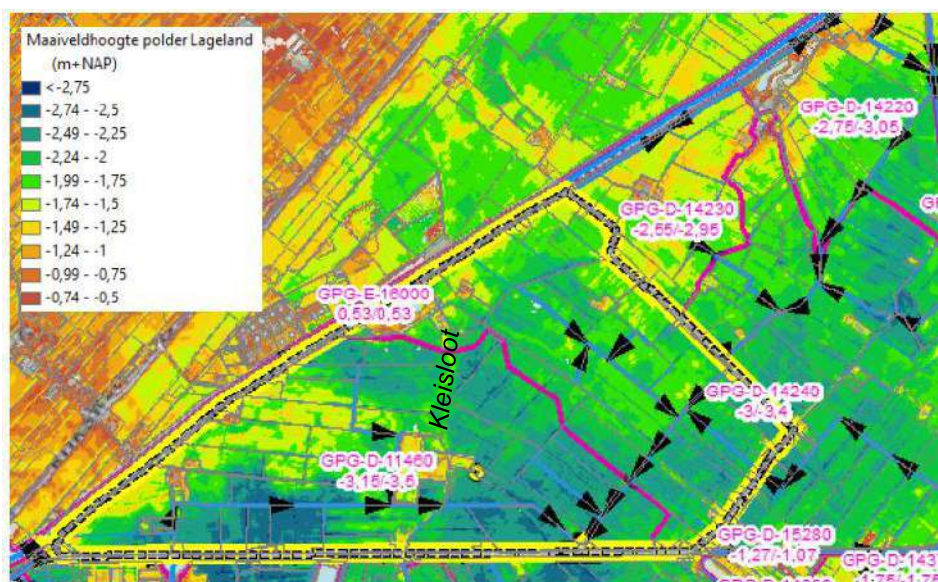 Maaiveldhoogte polder Lageland
(m+NAP)
<-2,75
-2,74 - -2,5
-2,49 - -2,25
-2,24 - -2
-1,99 - -1,75
-1,74 - -1,5
-1,49 - -1,25
-1,24 - -1
-0,99 - -0,75
-0,74 - -0,5
GPG-D-14220
-2,75/-3,05
GPG-D-14230
-2,55/-2,95
GPG-E-16000
0,53/0,53
Kleisloot
GPG-D-14240
-3/-3,4
GPG-D-11460
-3,15/-3,5
GPG-D-15280
-1,27/-1,07